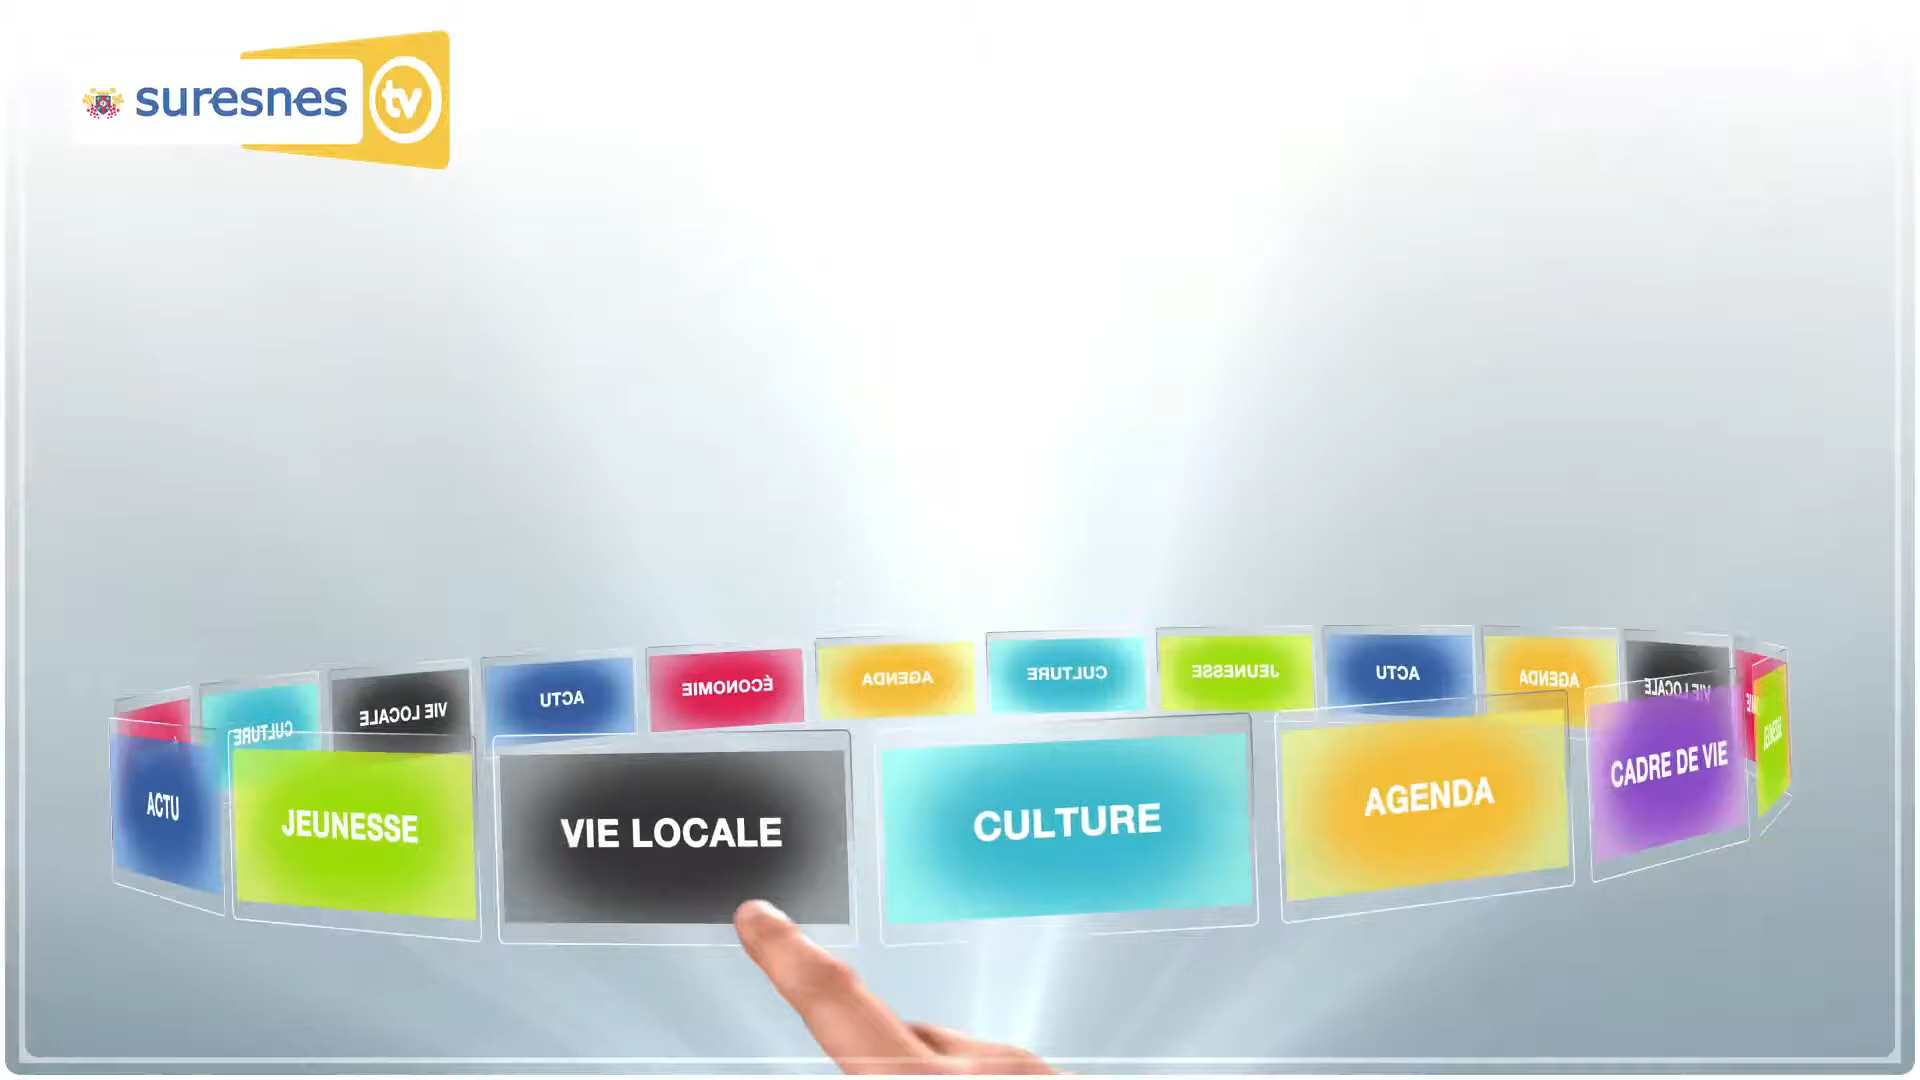 suresnes tv
VIE LOCALE
ACTU
ÉCONOMIE
AGENDA
CULTURE
JEUNESSE
ACTU
AGENDA
VIE LOCALE
CULTURE
ACTU
JEUNESSE
VIE LOCALE
CULTURE
AGENDA
CADRE DE VIE
JEUNESSE